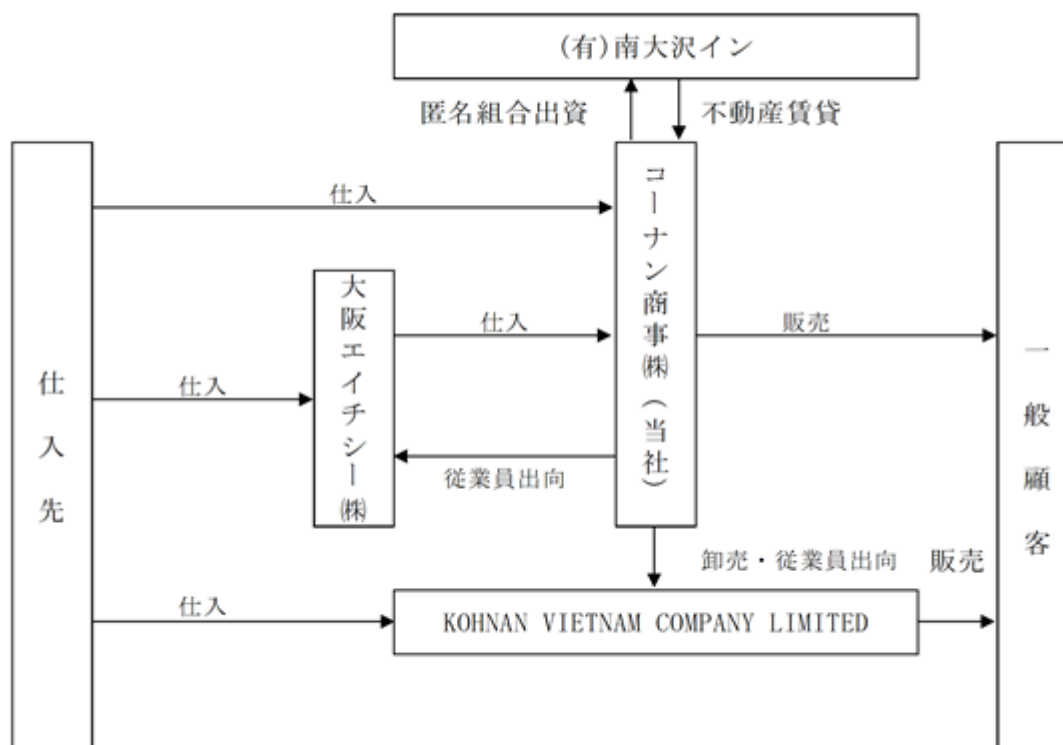 (有)南大沢イン
匿名組合出資
不動産賃貸
仕入
コーナン商事㈱(当社)
大阪エイチシー㈱
仕入
販売
仕入先
仕入
一般顧客
従業員出向
卸売・従業員出向
販売
仕入
KOHNAN VIETNAM COMPANY LIMITED